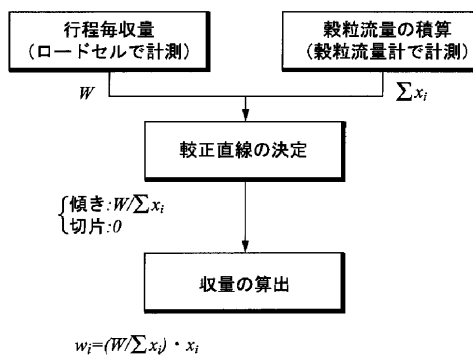 行程毎収量
(ロードセルで計測)
穀粒流量の積算
(穀粒流量計で計測)
W
∑xi
較正直線の決定
傾き:W/∑xi
切片:0
収量の算出
wi=(W/∑xi)・xi